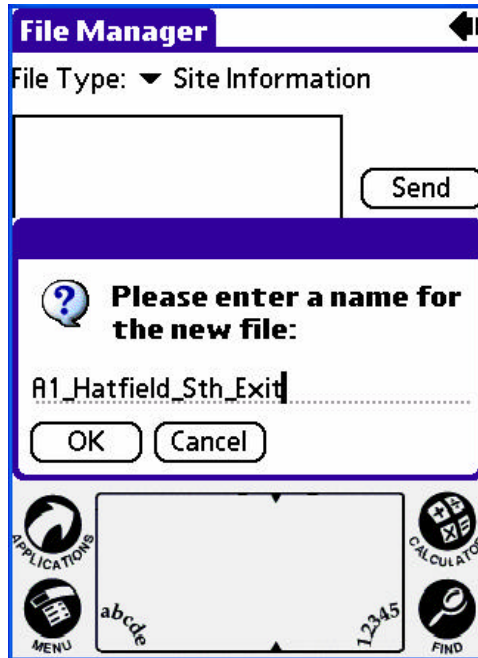 File Manager
File Type: Site Information
Send
Please enter a name for
the new file:
A1_Hatfield_Sth_Exit
OK Cancel
APPLICATIONS
CALCULATOR
MENU
abcde
12345
FIND